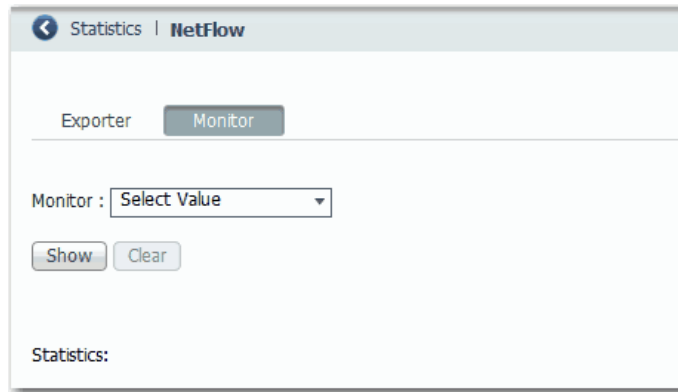 Statistics | NetFlow
Exporter Monitor
Monitor : Select Value
Show Clear
Statistics: